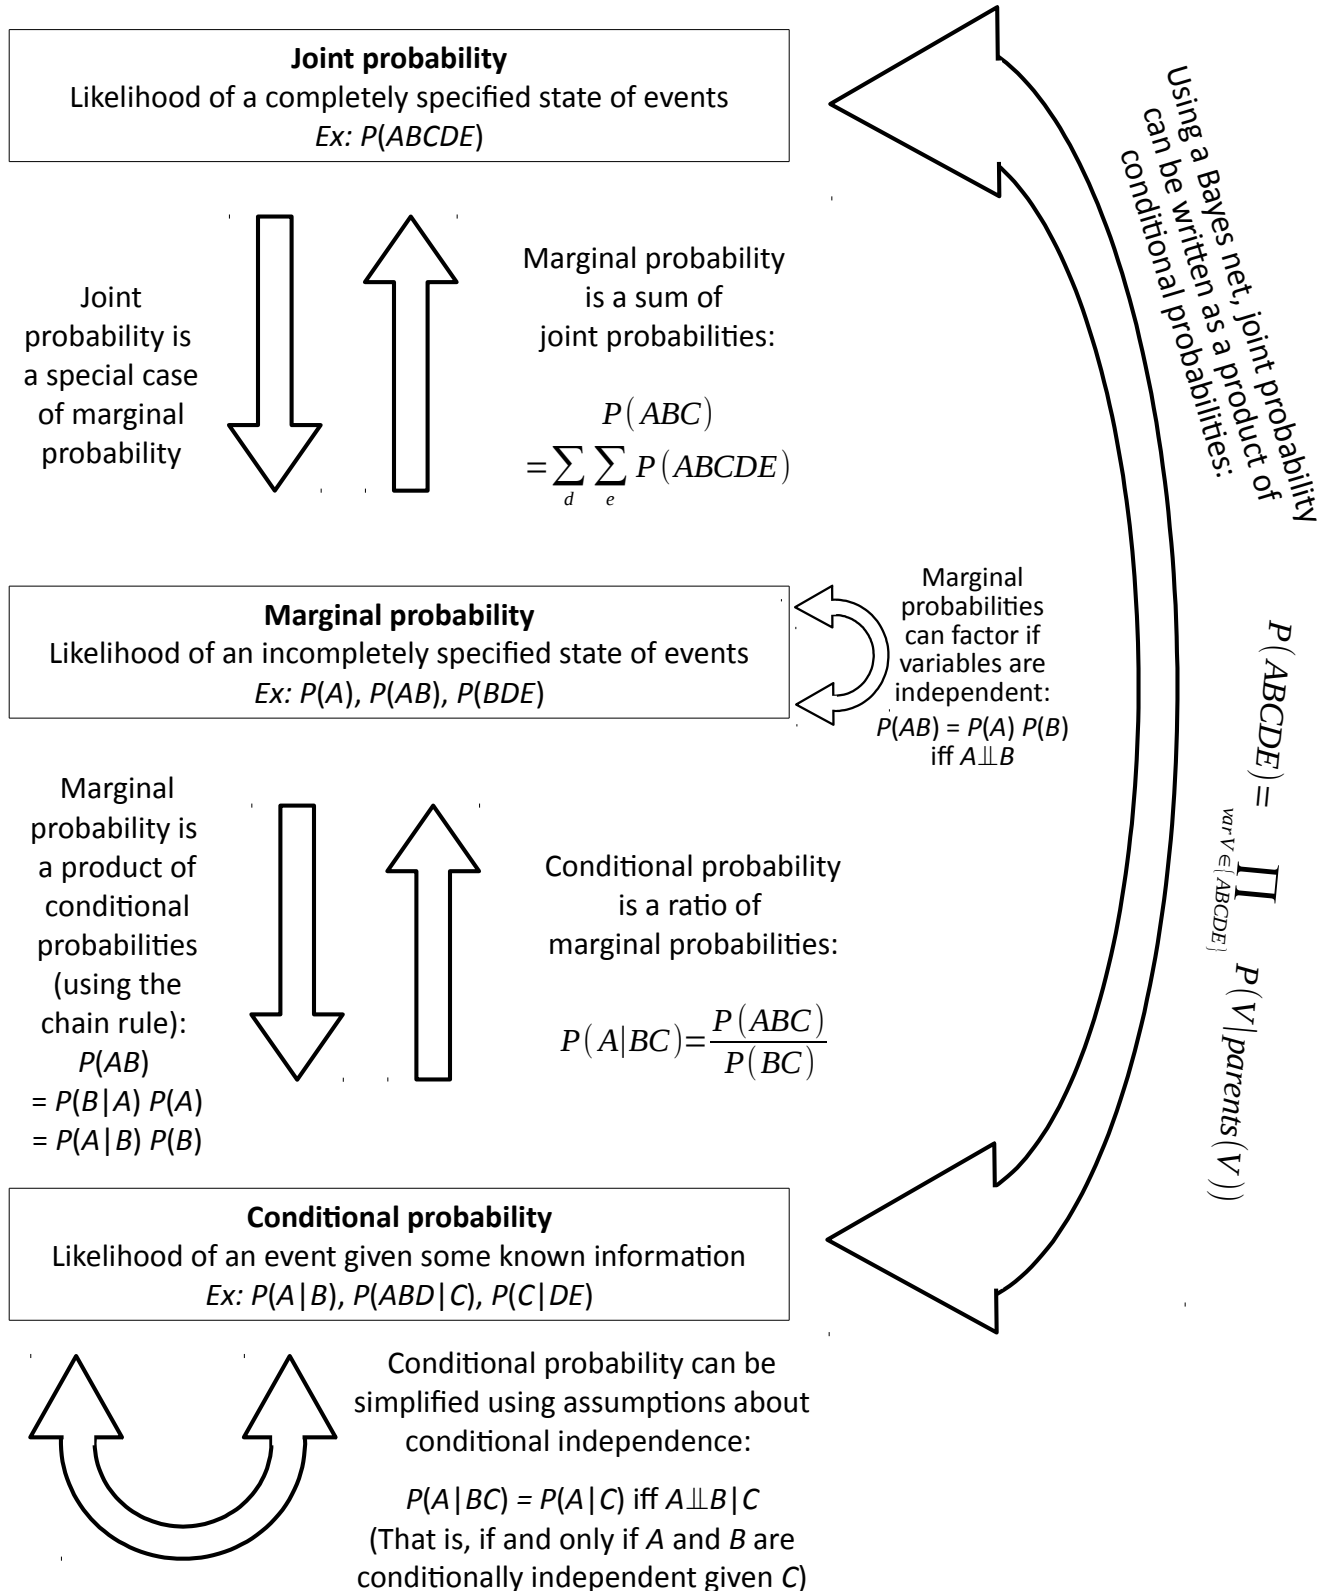 Joint probability
Likelihood of a completely specified state of events
Ex: P(ABCDE)
Joint
probability is
a special case
of marginal
probability
Marginal probability
is a sum of
joint probabilities:
P(ABC)
=∑d ∑e P(ABCDE)
Using a Bayes net, joint probability
can be written as a product of
conditional probabilities:
P(ABCDE)= ∏ var V∈{ABCDE} P(V|parents(V))
Marginal probability
Likelihood of an incompletely specified state of events
Ex: P(A), P(AB), P(BDE)
Marginal
probabilities
can factor if
variables are
independent:
P(AB) = P(A) P(B)
iff A⫫B
Marginal
probability is
a product of
conditional
probabilities
(using the
chain rule):
P(AB)
= P(B|A) P(A)
= P(A|B) P(B)
Conditional probability
is a ratio of
marginal probabilities:
P(A|BC)=P(ABC)/P(BC)
Conditional probability
Likelihood of an event given some known information
Ex: P(A|B), P(ABD|C), P(C|DE)
Conditional probability can be
simplified using assumptions about
conditional independence:
P(A|BC) = P(A|C) iff A⫫B|C
(That is, if and only if A and B are
conditionally independent given C)